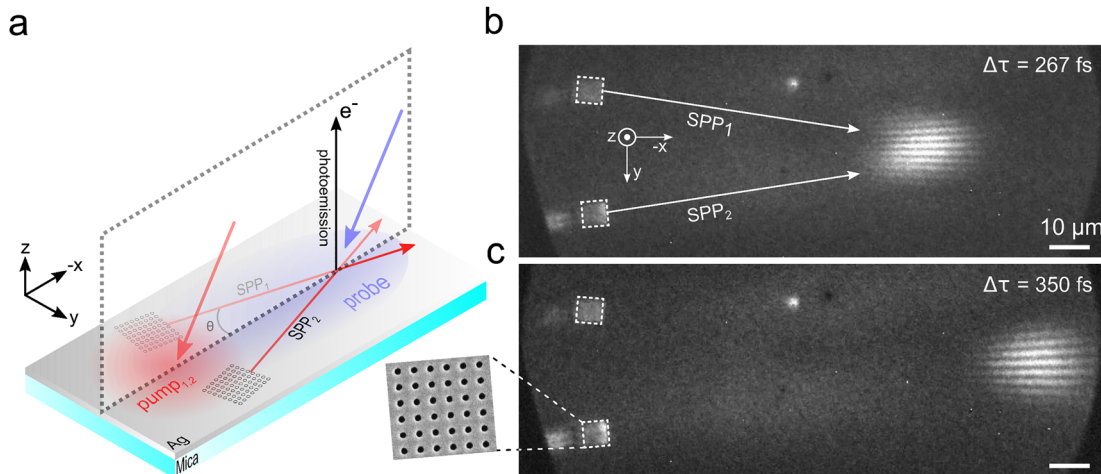 a
e-
photoemission
z
-x
y
SPP1
θ
SPP2
probe
pump1,2
Ag
Mica
b
Δτ = 267 fs
SPP1
z
-x
y
SPP2
10 μm
c
Δτ = 350 fs